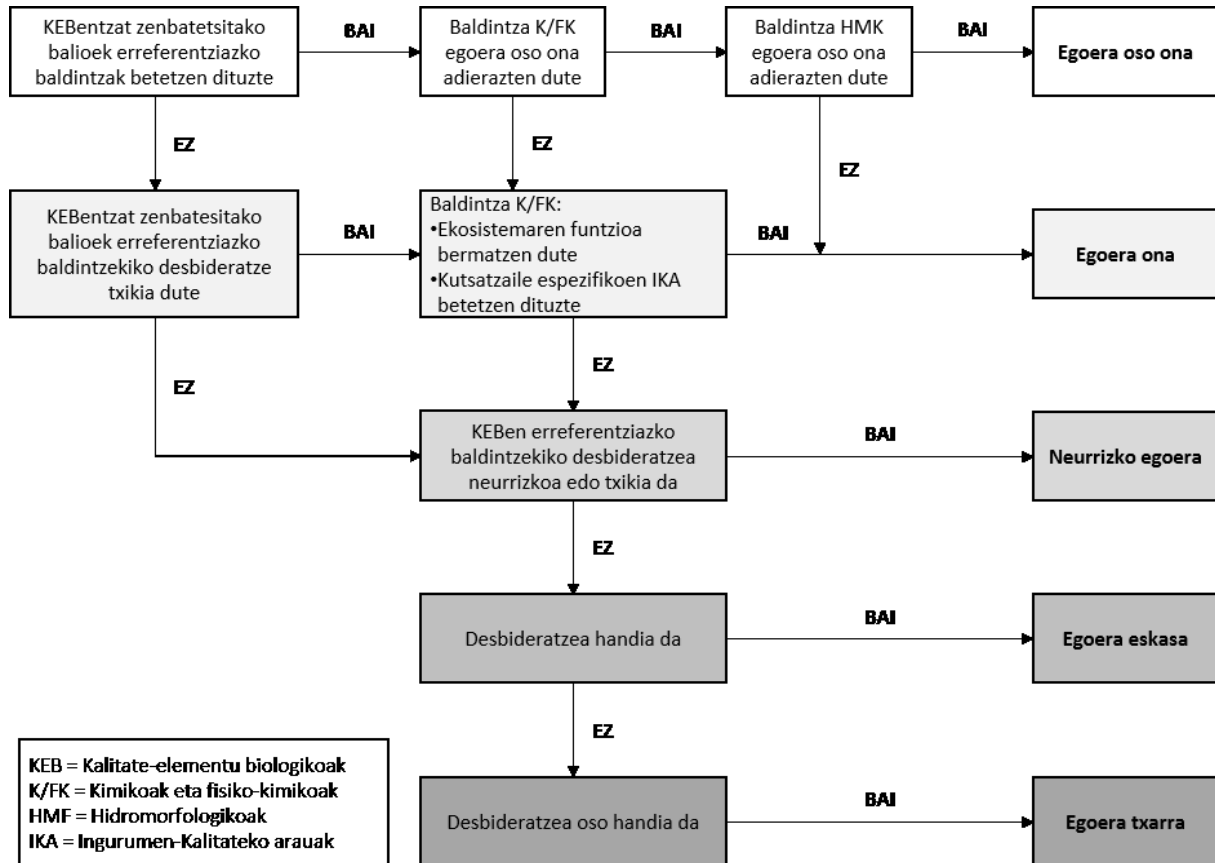 KEBentzat zenbatetsitako
balioek erreferentziazko
baldintzak betetzen dituzte
BAI
Baldintza K/FK
egoera oso ona
adierazten dute
BAI
Baldintza HMK
egoera oso ona
adierazten dute
BAI
Egoera oso ona
EZ
EZ
EZ
KEBentzat zenbatesitako
balioek erreferentziazko
baldintzekiko desbideratze
txikia dute
BAI
Baldintza K/FK:
•Ekosistemaren funtzioa
bermatzen dute
•Kutsatzaile espezifikoen IKA
betetzen dituzte
BAI
Egoera ona
EZ
EZ
KEBen erreferentziazko
baldintzekiko desbideratzea
neurrizkoa edo txikia da
BAI
Neurrizko egoera
EZ
Desbideratzea handia da
BAI
Egoera eskasa
EZ
Desbideratzea oso handia da
BAI
Egoera txarra
KEB = Kalitate-elementu biologikoak
K/FK = Kimikoak eta fisiko-kimikoak
HMF = Hidromorfologikoak
IKA = Ingurumen-Kalitateko arauak